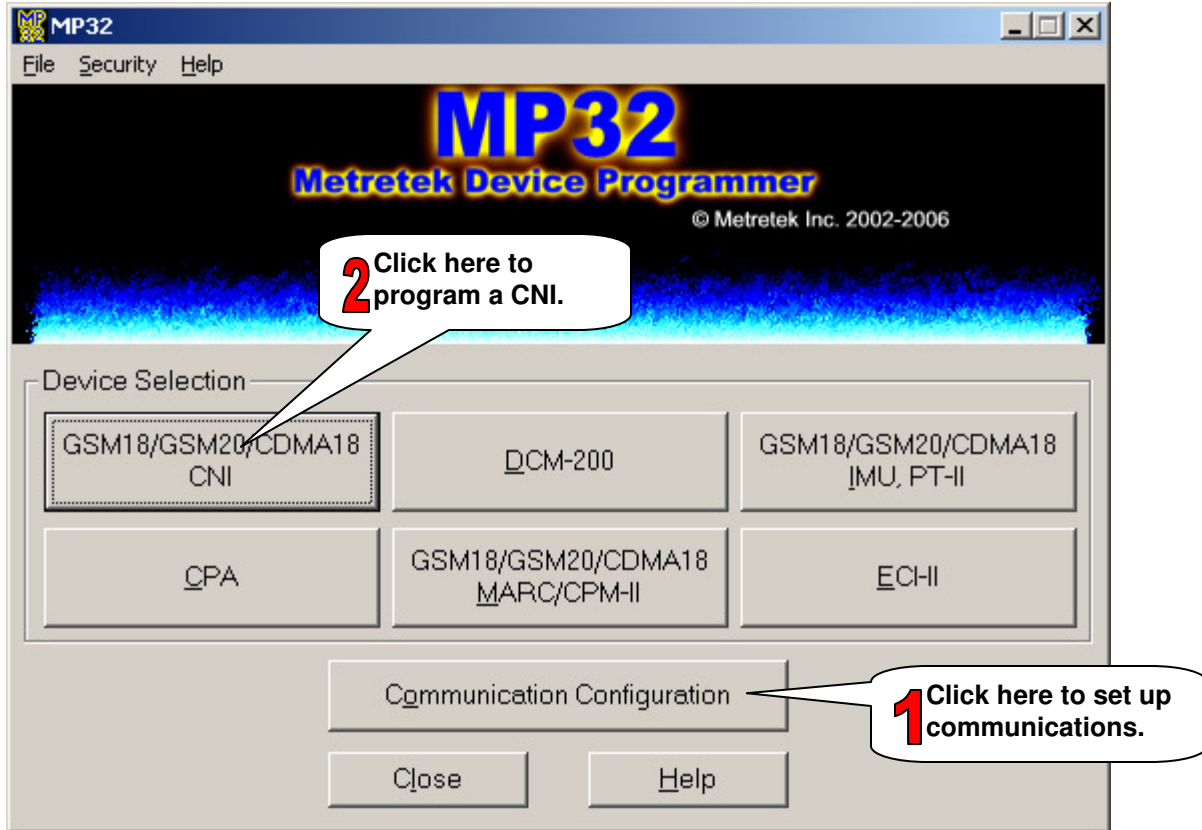 MP32
File Security Help
MP32
Metretek Device Programmer
© Metretek Inc. 2002-2006
2 Click here to
program a CNI.
Device Selection
GSM18/GSM20/CDMA18
CNI
DCM-200
GSM18/GSM20/CDMA18
IMU, PT-II
CPA
GSM18/GSM20/CDMA18
MARC/CPM-II
ECI-II
Communication Configuration
1 Click here to set up
communications.
Close
Help